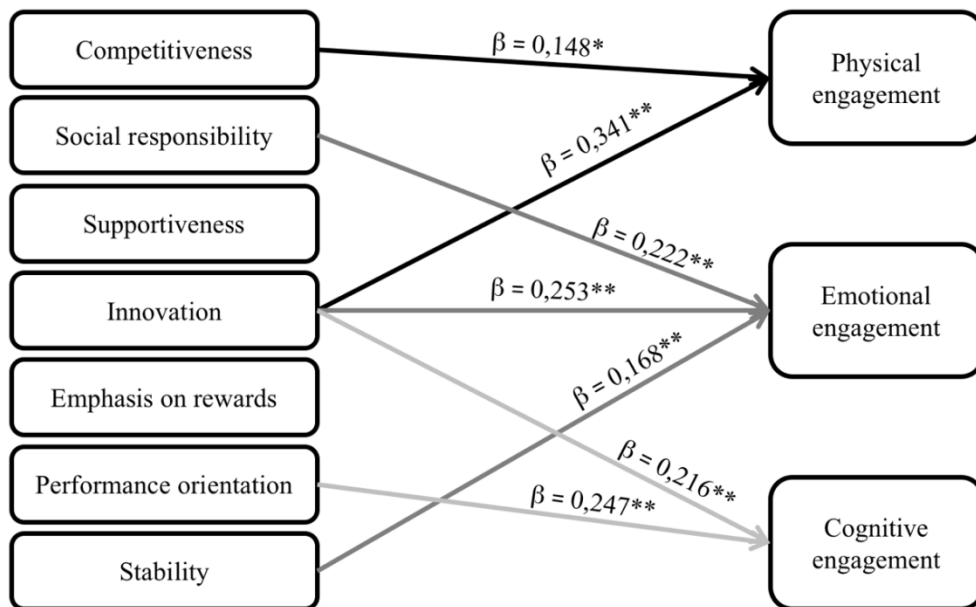 Competitiveness
Social responsibility
Supportiveness
Innovation
Emphasis on rewards
Performance orientation
Stability
β = 0,148*
β = 0,341**
β = 0,222**
β = 0,253**
β = 0,168**
β = 0,216**
β = 0,247**
Physical
engagement
Emotional
engagement
Cognitive
engagement